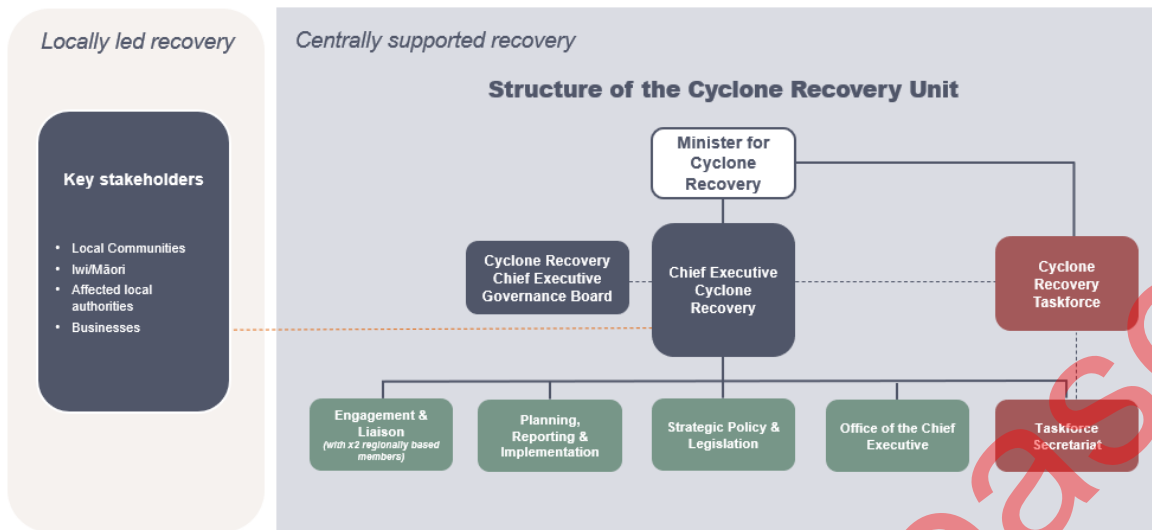 Locally led recovery
Centrally supported recovery
Structure of the Cyclone Recovery Unit
Key stakeholders
• Local Communities
• Iwi/Māori
• Affected local
authorities
• Businesses
Minister for
Cyclone
Recovery
Cyclone Recovery
Chief Executive
Governance Board
Chief Executive
Cyclone
Recovery
Cyclone
Recovery
Taskforce
Engagement &
Liaison
(with x2 regionally based
members)
Planning,
Reporting &
Implementation
Strategic Policy &
Legislation
Office of the Chief
Executive
Taskforce
Secretariat